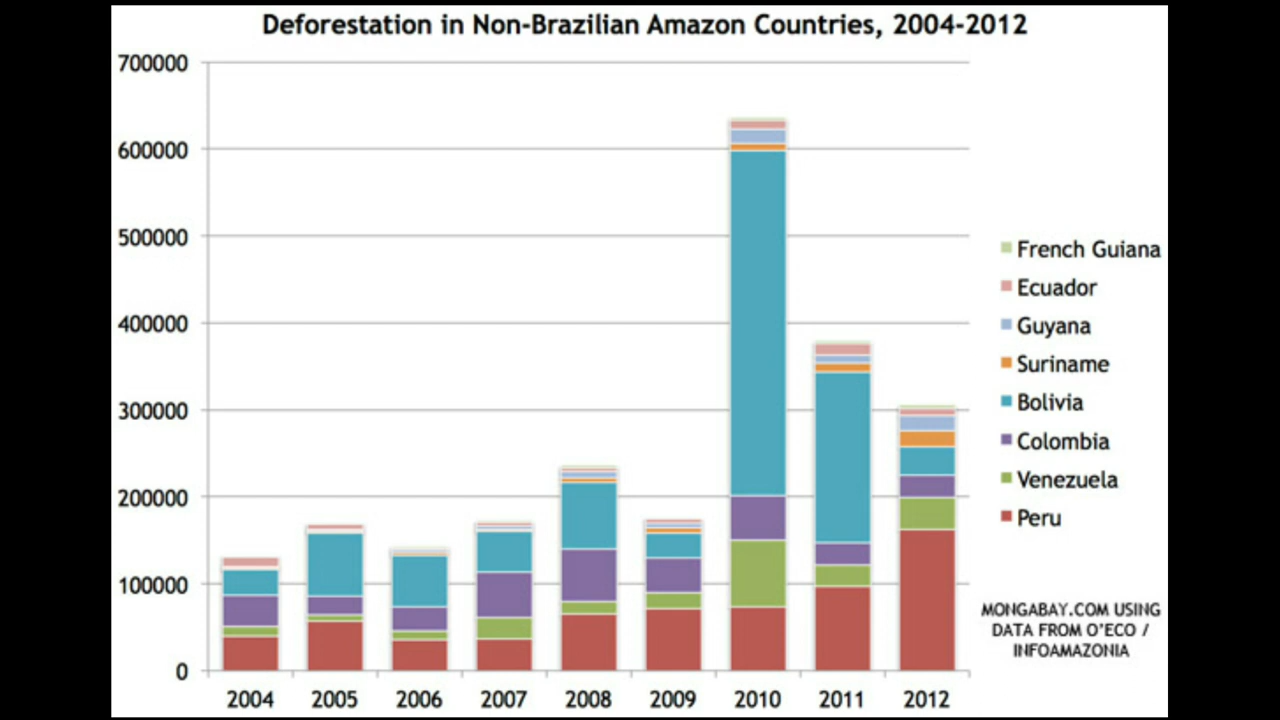 Deforestation in Non-Brazilian Amazon Countries, 2004-2012
700000
600000
500000
400000
300000
200000
100000
0
2004 2005 2006 2007 2008 2009 2010 2011 2012
French Guiana
Ecuador
Guyana
Suriname
Bolivia
Colombia
Venezuela
Peru
MONGABAY.COM USING
DATA FROM O'ECO /
INFOAMAZONIA